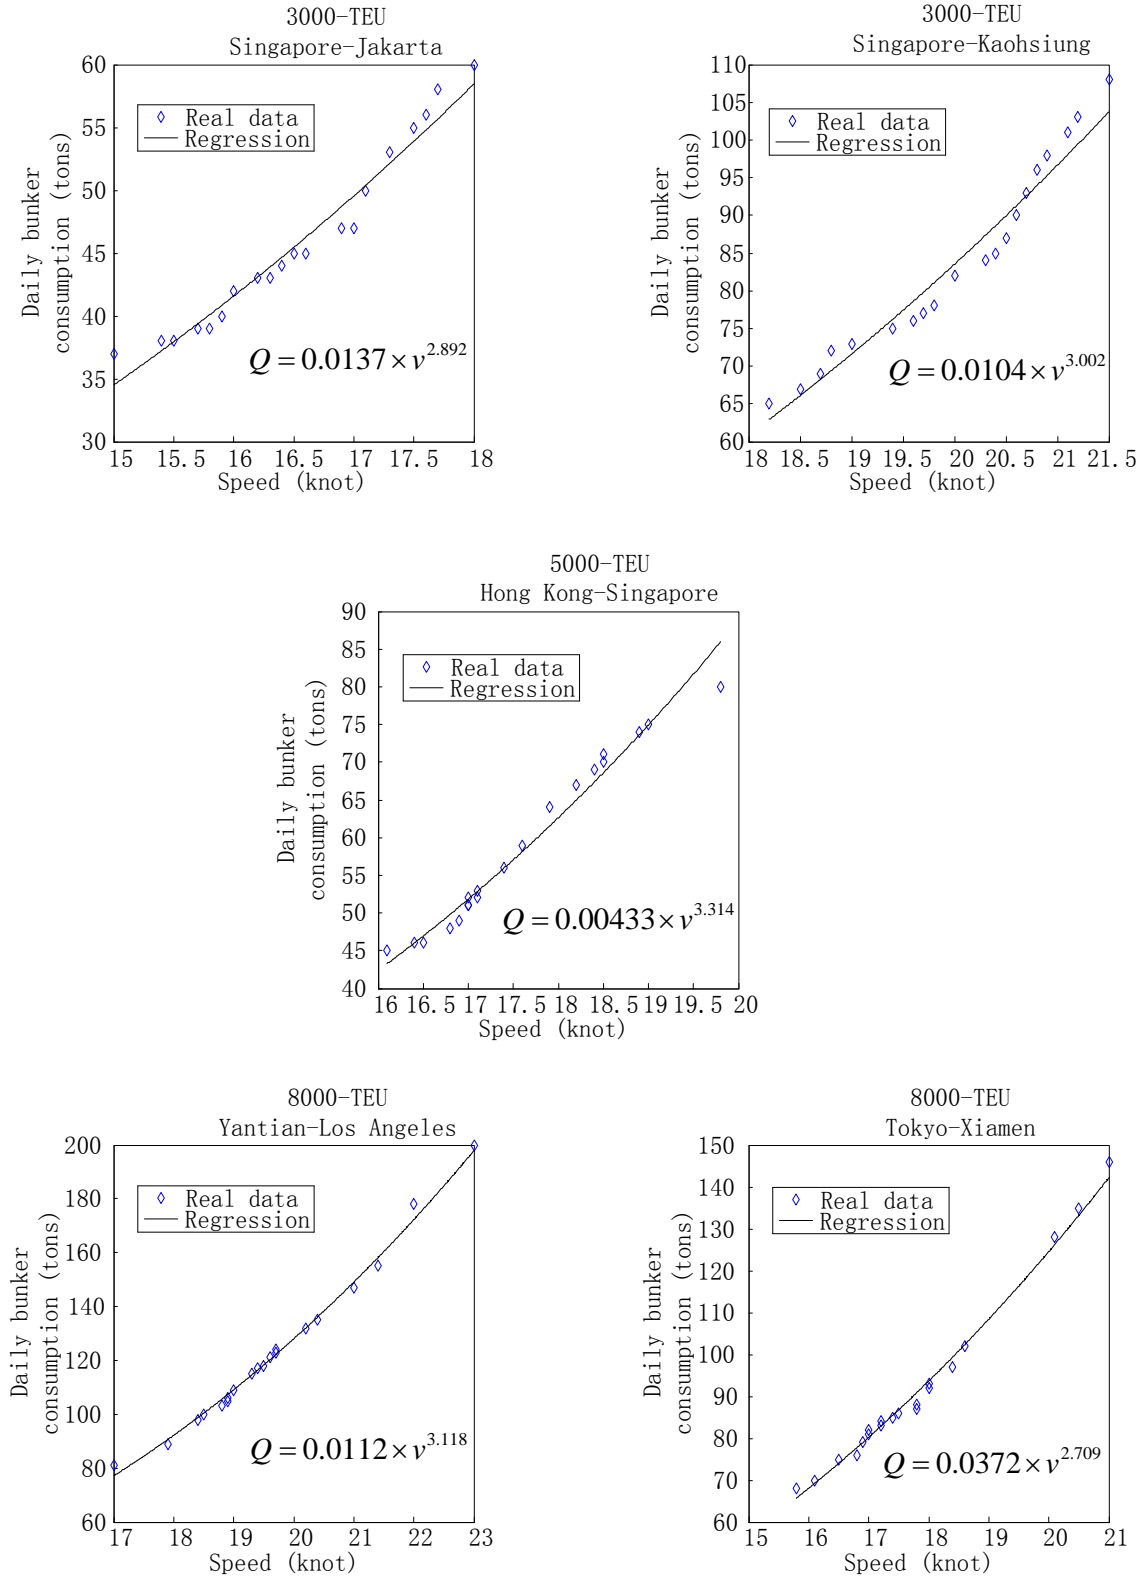 3000-TEU
Singapore-Jakarta
60
55
50
45
40
35
30
Daily bunker
consumption (tons)
Real data
Regression
Q = 0.0137 × v^2.892
15 15.5 16 16.5 17 17.5 18
Speed (knot)
3000-TEU
Singapore-Kaohsiung
110
105
100
95
90
85
80
75
70
65
60
Daily bunker
consumption (tons)
Real data
Regression
Q = 0.0104 × v^3.002
18 18.5 19 19.5 20 20.5 21 21.5
Speed (knot)
5000-TEU
Hong Kong-Singapore
90
85
80
75
70
65
60
55
50
45
40
Daily bunker
consumption (tons)
Real data
Regression
Q = 0.00433 × v^3.314
16 16.5 17 17.5 18 18.5 19 19.5 20
Speed (knot)
8000-TEU
Yantian-Los Angeles
200
180
160
140
120
100
80
60
Daily bunker
consumption (tons)
Real data
Regression
Q = 0.0112 × v^3.118
17 18 19 20 21 22 23
Speed (knot)
8000-TEU
Tokyo-Xiamen
150
140
130
120
110
100
90
80
70
60
Daily bunker
consumption (tons)
Real data
Regression
Q = 0.0372 × v^2.709
15 16 17 18 19 20 21
Speed (knot)